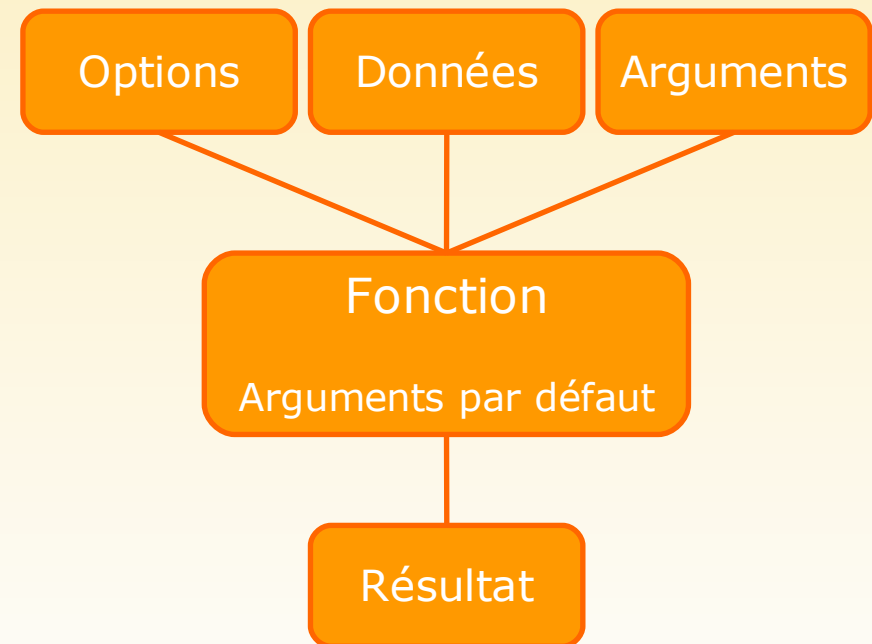 Options
Données
Arguments
Fonction
Arguments par défaut
Résultat